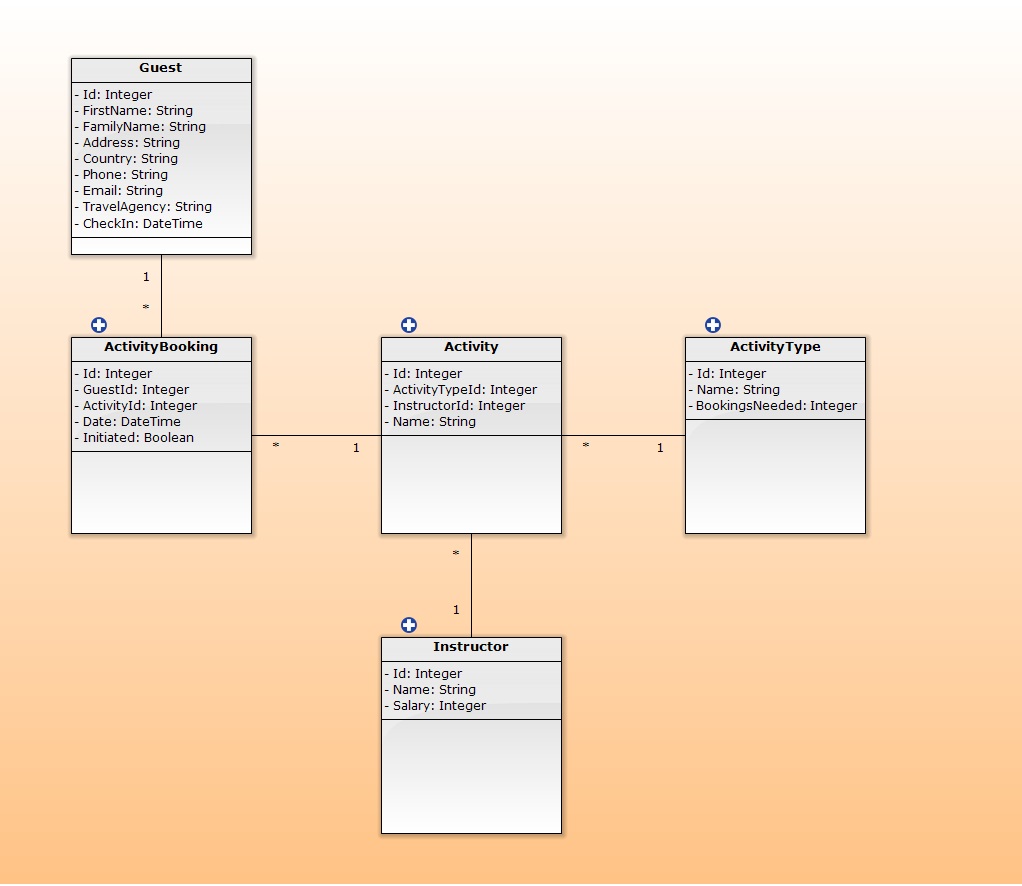 Guest
- Id: Integer
- FirstName: String
- FamilyName: String
- Address: String
- Country: String
- Phone: String
- Email: String
- TravelAgency: String
- CheckIn: DateTime
1
*
ActivityBooking
- Id: Integer
- GuestId: Integer
- ActivityId: Integer
- Date: DateTime
- Initiated: Boolean
* 1
Activity
- Id: Integer
- ActivityTypeId: Integer
- InstructorId: Integer
- Name: String
* 1
ActivityType
- Id: Integer
- Name: String
- BookingsNeeded: Integer
*
1
Instructor
- Id: Integer
- Name: String
- Salary: Integer